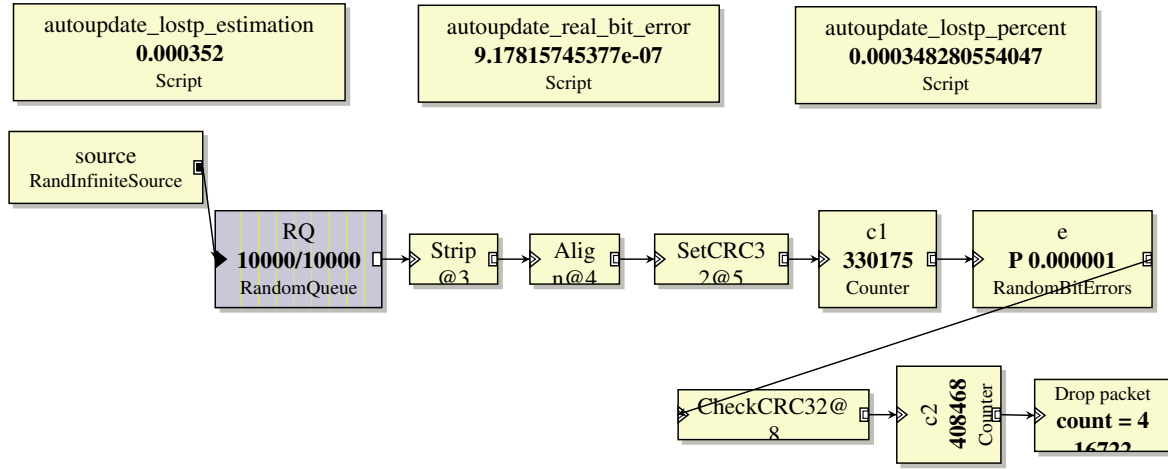 autoupdate_lostp_estimation
0.000352
Script
autoupdate_real_bit_error
9.17815745377e-07
Script
autoupdate_lostp_percent
0.000348280554047
Script
source
RandInfiniteSource
RQ
10000/10000
RandomQueue
Strip
@3
Alig
n@4
SetCRC3
2@5
c1
330175
Counter
e
P 0.000001
RandomBitErrors
CheckCRC32@
8
c2
408468
Counter
Drop packet
count = 4
16722